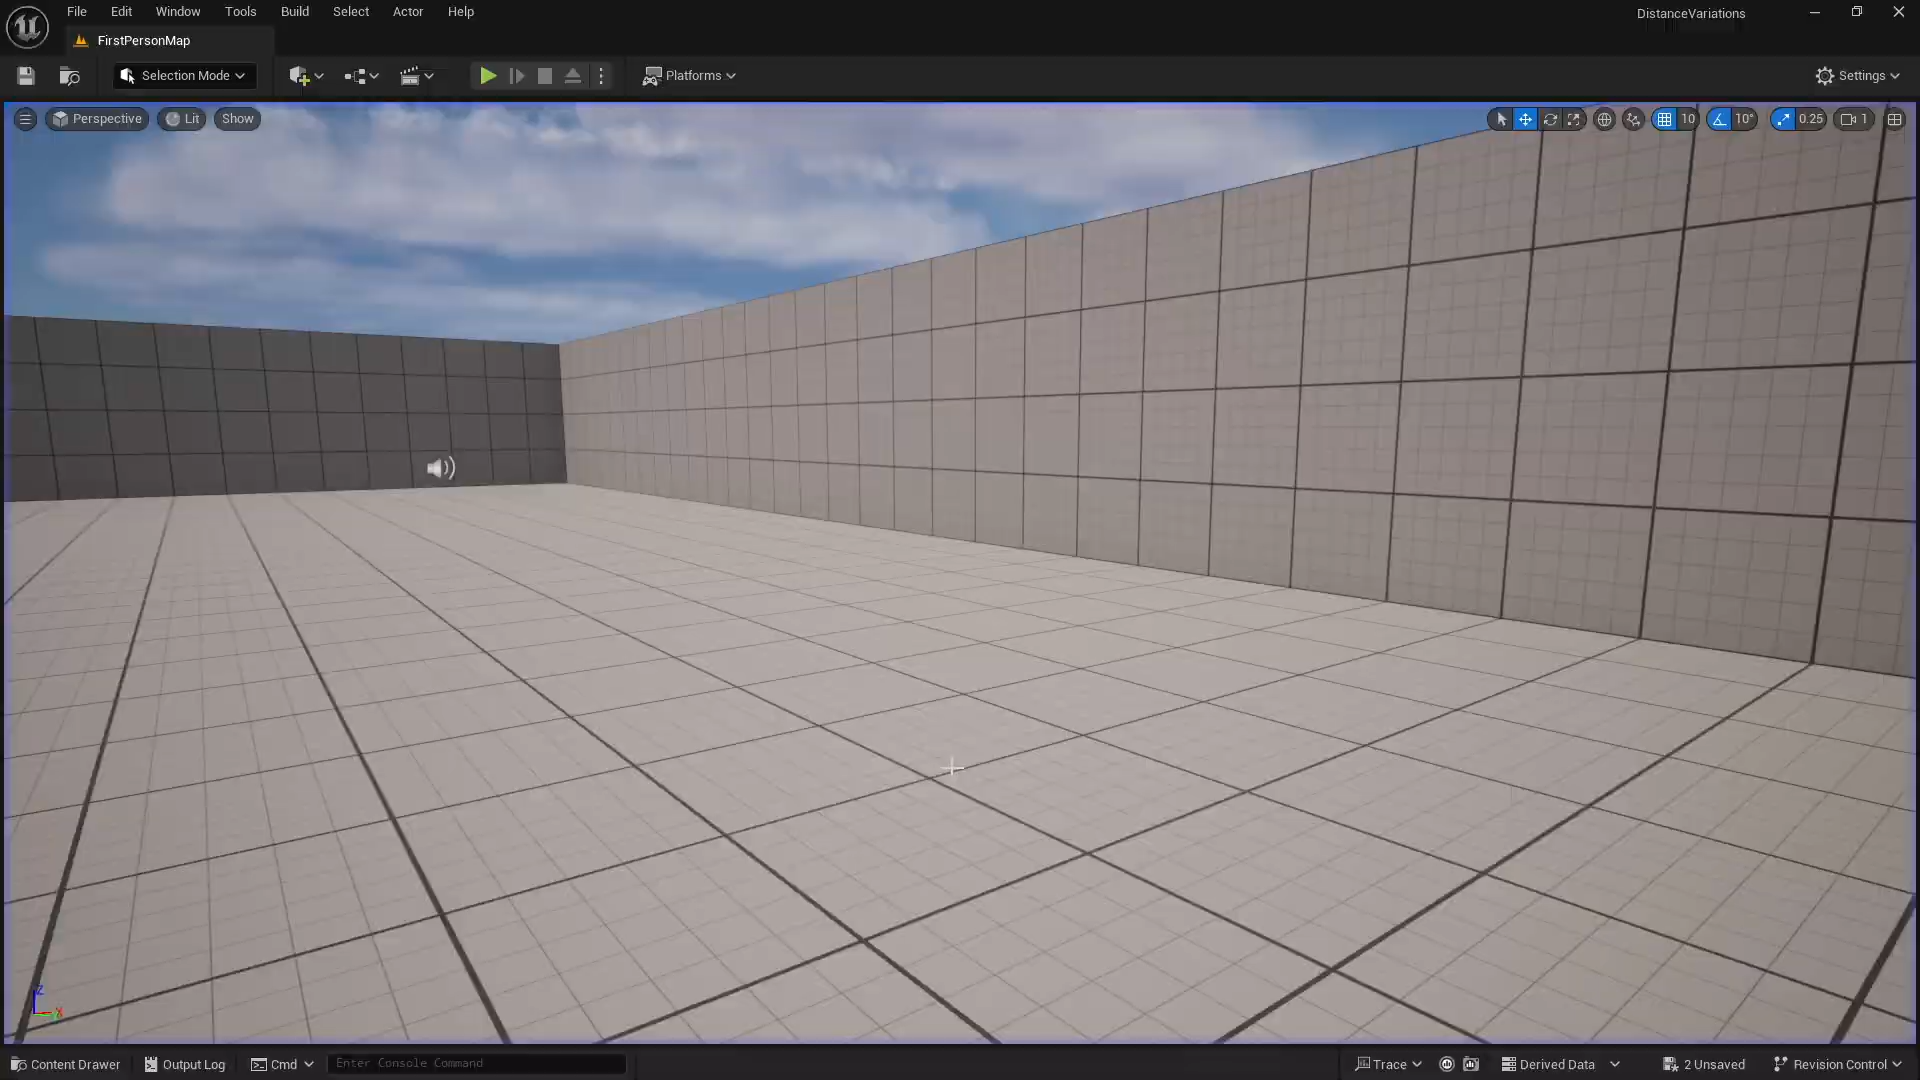 File Edit Window Tools Build Select Actor Help
DistanceVariations
FirstPersonMap
Selection Mode
Platforms
Settings
Perspective Lit Show
10 10° 0.25 1
Z
Content Drawer Output Log Cmd Enter Console Command
Trace Derived Data 2 Unsaved Revision Control